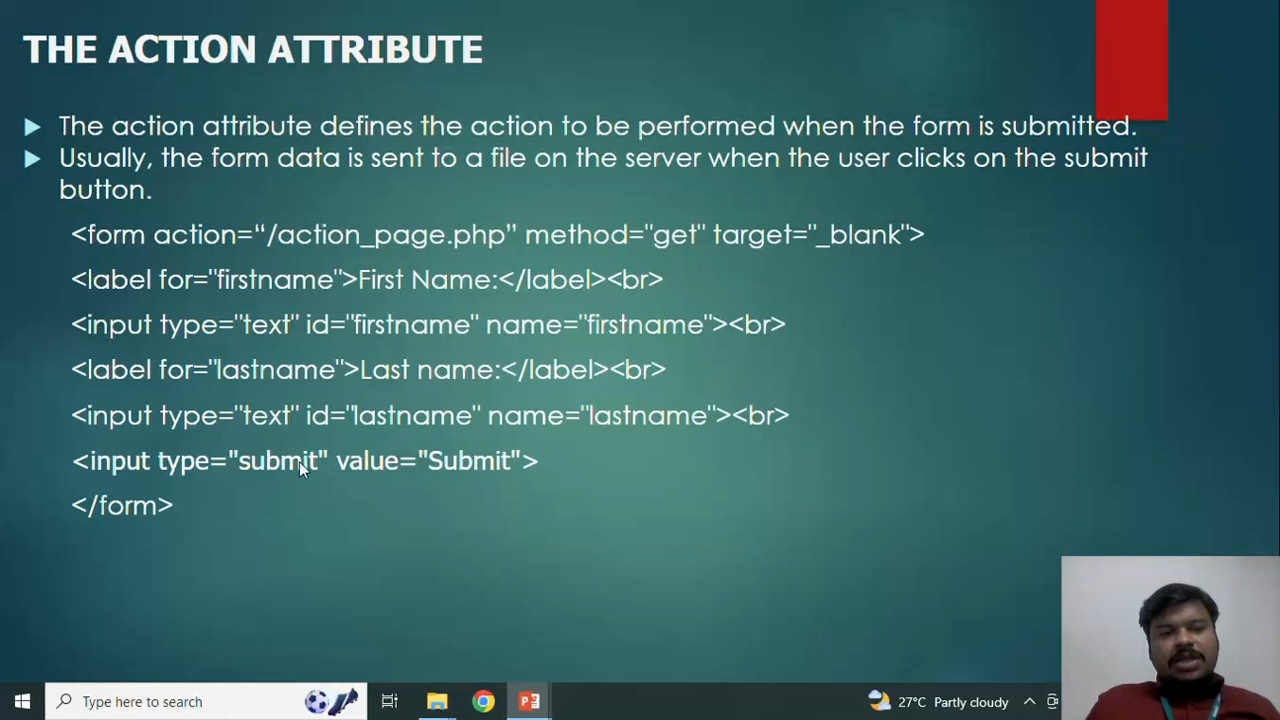 THE ACTION ATTRIBUTE
The action attribute defines the action to be performed when the form is submitted.
Usually, the form data is sent to a file on the server when the user clicks on the submit
button.
<form action=“/action_page.php” method="get" target="_blank">
<label for="firstname">First Name:</label><br>
<input type="text" id="firstname" name="firstname"><br>
<label for="lastname">Last name:</label><br>
<input type="text" id="lastname" name="lastname"><br>
<input type="submit" value="Submit">
</form>
Type here to search
27°C Partly cloudy